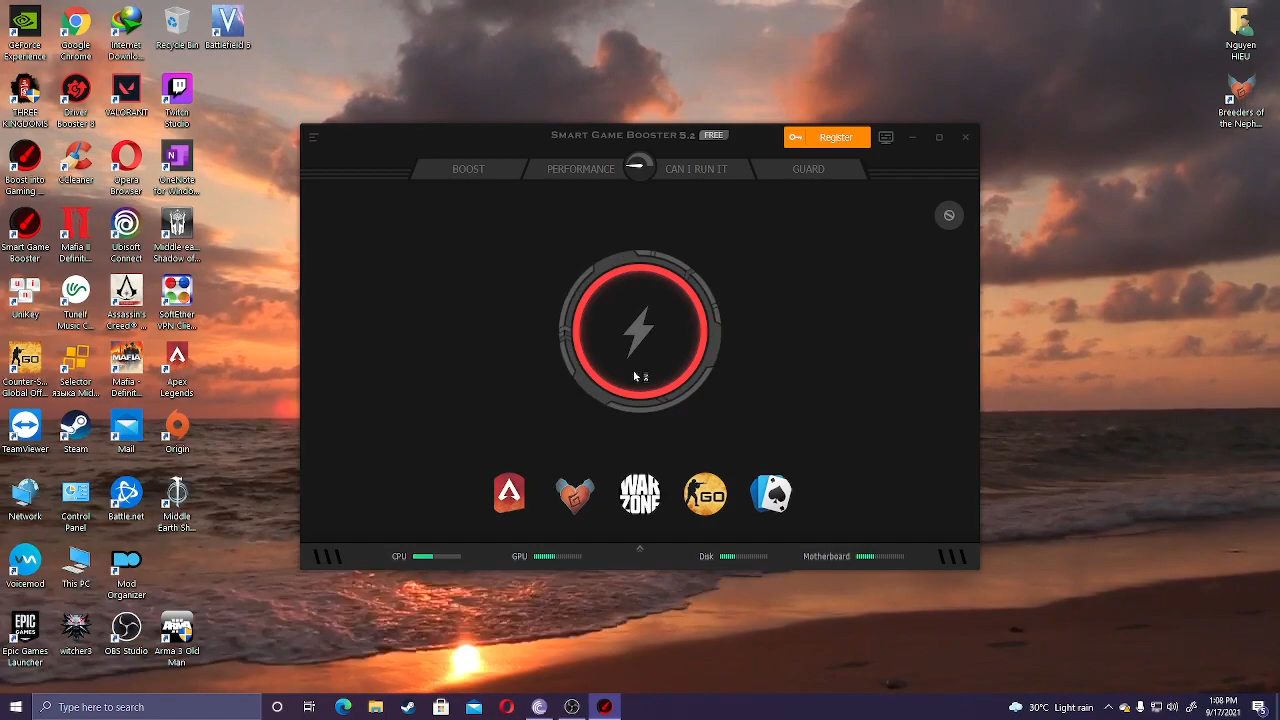 GeForce Experience
Google Chrome
Internet Downlo...
Recycle Bin
Battlefield 5
THREE KINGDOMS
Driver Booster 8
VALORANT
Twitch Studio
Boost into Gaming ...
CCleaner
Opera Browser
OneNote for Windo...
Smart Game Booster
Mafia II Definiti...
Ubisoft Connect
Middle-ea... Shadow of...
UniKey
Tunelf Music C...
Assassin's Creed® ...
SoftEther VPN Clie...
Counter-S... Global Off...
Selector
Mafia - Definiti...
Apex Legends
TeamViewer
Steam
Mail
Origin
Network
Control Panel
Battle.net
Middle Earth Sh...
Voicemod
This PC
Mod Organizer
Epic Games Launcher
witcher3
OBS Studio
Arma 3 Old Man
Nguyen HIEU
Breeders of the Neph...
SMART GAME BOOSTER 5.2 FREE
Register
BOOST
PERFORMANCE
CAN I RUN IT
GUARD
WAR
ZONE
GO
CPU
GPU
Disk
Motherboard
Type here to search
30°C Light rain
1:08 PM
9/17/2021